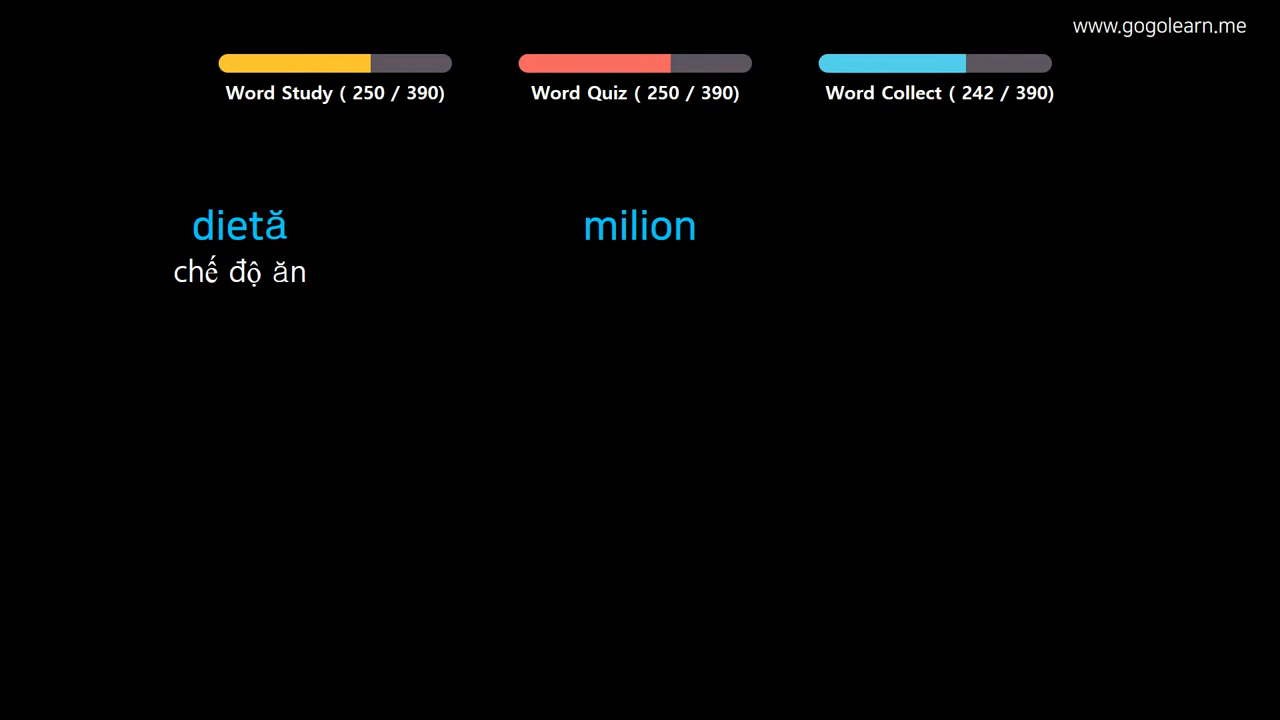 www.gogolearn.me
Word Study ( 250 / 390)
Word Quiz ( 250 / 390)
Word Collect ( 242 / 390)
dietă
chế độ ăn
milion